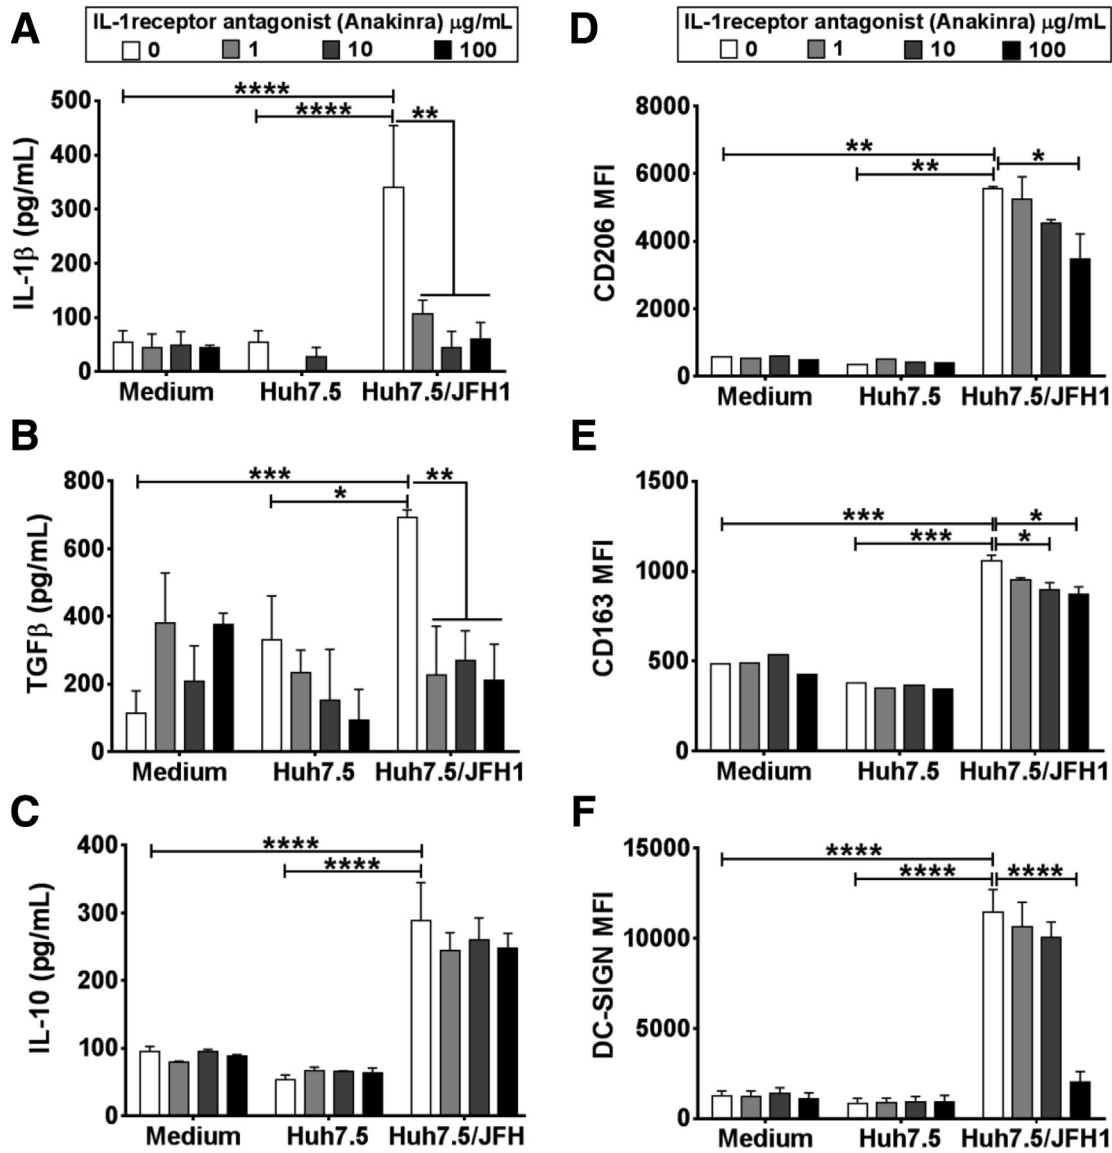 A
IL-1receptor antagonist (Anakinra) μg/mL
0 1 10 100
IL-1β (pg/mL)
500
400
300
200
100
0
****
****
**
Medium Huh7.5 Huh7.5/JFH1
B
TGFβ (pg/mL)
800
600
400
200
0
***
*
**
Medium Huh7.5 Huh7.5/JFH1
C
IL-10 (pg/mL)
400
300
200
100
0
****
****
Medium Huh7.5 Huh7.5/JFH
D
IL-1receptor antagonist (Anakinra) μg/mL
0 1 10 100
CD206 MFI
8000
6000
4000
2000
0
**
**
*
Medium Huh7.5 Huh7.5/JFH1
E
CD163 MFI
1500
1000
500
0
***
***
*
*
Medium Huh7.5 Huh7.5/JFH1
F
DC-SIGN MFI
15000
10000
5000
0
****
****
****
Medium Huh7.5 Huh7.5/JFH1